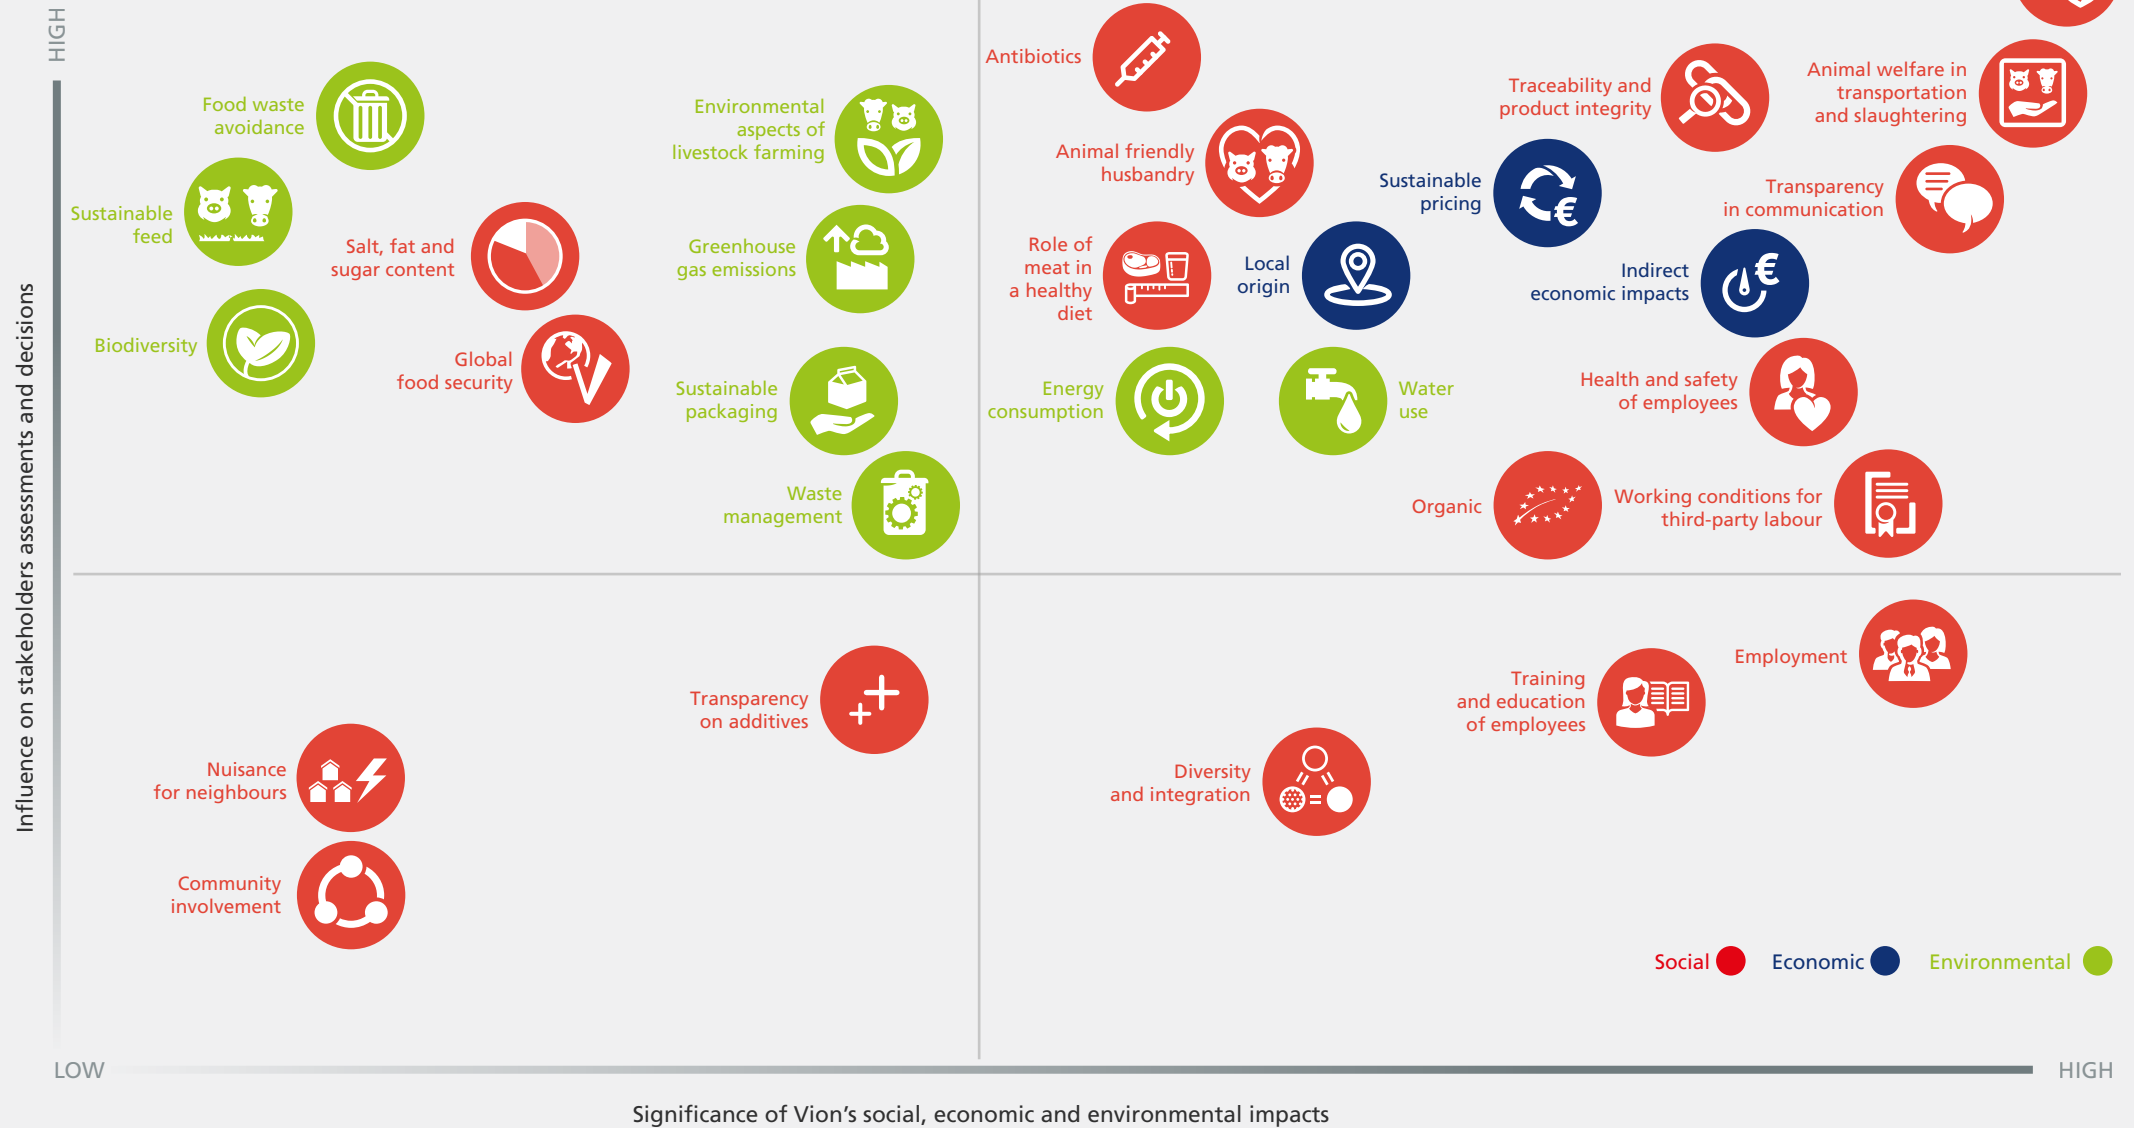 HIGH
Influence on stakeholders assessments and decisions
Food waste
avoidance
Sustainable
feed
Biodiversity
Salt, fat and
sugar content
Global
food security
Environmental
aspects of
livestock farming
Greenhouse
gas emissions
Sustainable
packaging
Waste
management
Antibiotics
Animal friendly
husbandry
Role of
meat in
a healthy
diet
Local
origin
Energy
consumption
Water
use
Traceability and
product integrity
Animal welfare in
transportation
and slaughtering
Sustainable
pricing
€
Transparency
in communication
Indirect
economic impacts
€
Health and safety
of employees
Organic
Working conditions for
third-party labour
Transparency
on additives
Nuisance
for neighbours
Community
involvement
Employment
Training
and education
of employees
Diversity
and integration
Social
Economic
Environmental
LOW
HIGH
Significance of Vion’s social, economic and environmental impacts